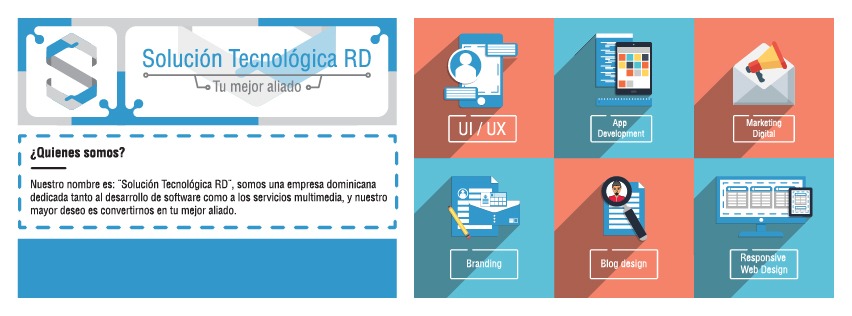 Solución Tecnológica RD
Tu mejor aliado
¿Quienes somos?
Nuestro nombre es: ¨Solución Tecnológica RD¨, somos una empresa dominicana
dedicada tanto al desarrollo de software como a los servicios multimedia, y nuestro
mayor deseo es convertirnos en tu mejor aliado.
UI / UX
App
Development
Marketing
Digital
Branding
Blog design
Responsive
Web Design